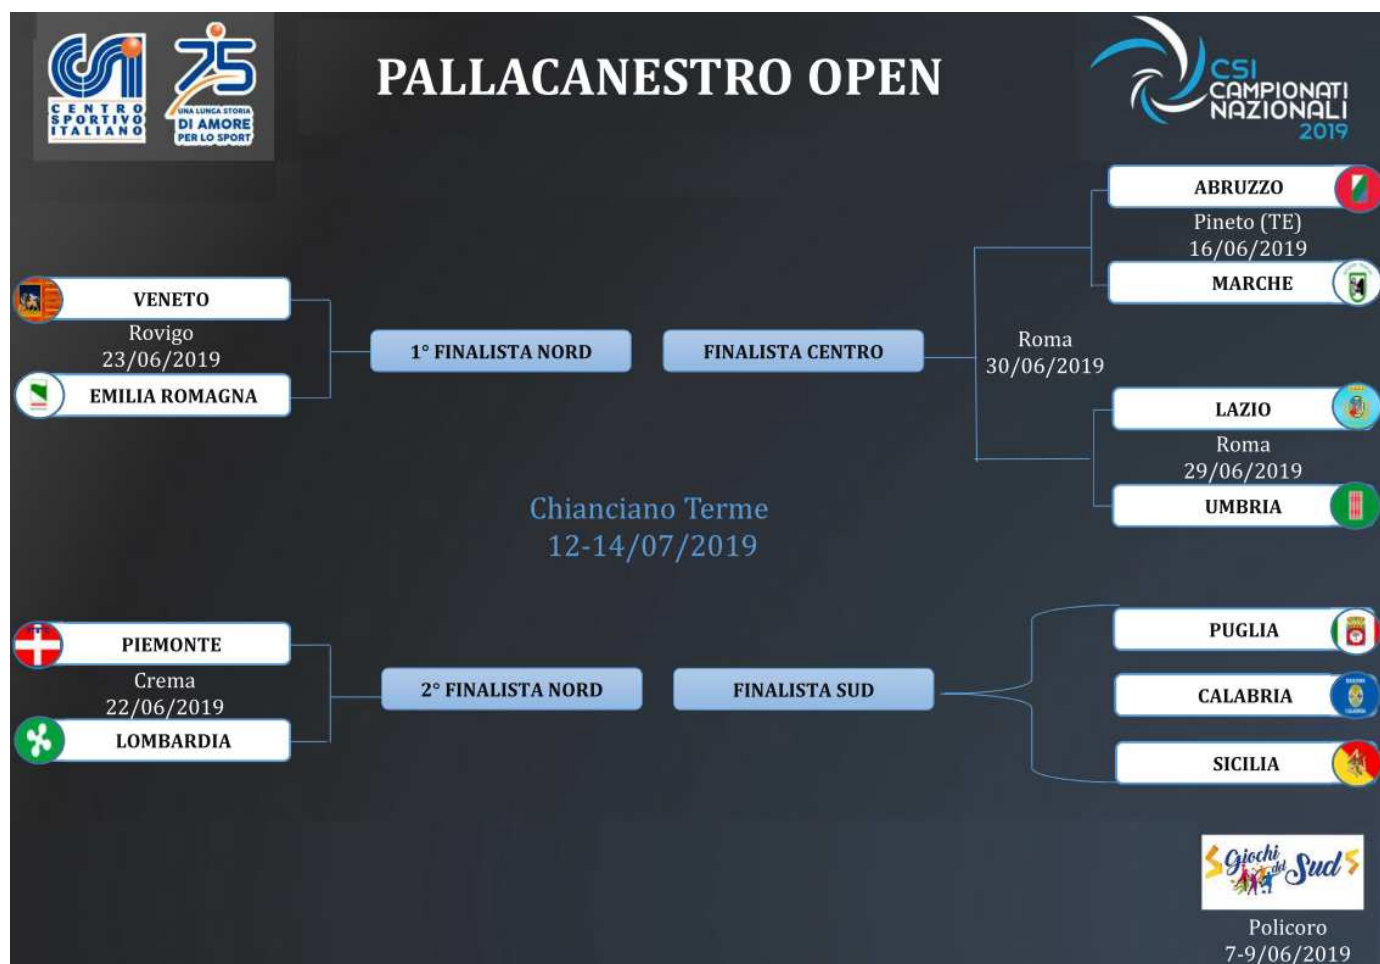 CENTRO
SPORTIVO
ITALIANO
75
UNA LUNGA STORIA
DI AMORE
PER LO SPORT
PALLACANESTRO OPEN
CSI
CAMPIONATI
NAZIONALI
2019
ABRUZZO
Pineto (TE)
16/06/2019
MARCHE
VENETO
Rovigo
23/06/2019
EMILIA ROMAGNA
1° FINALISTA NORD
FINALISTA CENTRO
Roma
30/06/2019
LAZIO
Roma
29/06/2019
UMBRIA
Chianciano Terme
12-14/07/2019
PIEMONTE
Crema
22/06/2019
LOMBARDIA
2° FINALISTA NORD
FINALISTA SUD
PUGLIA
CALABRIA
SICILIA
Giochi del Sud
Policoro
7-9/06/2019